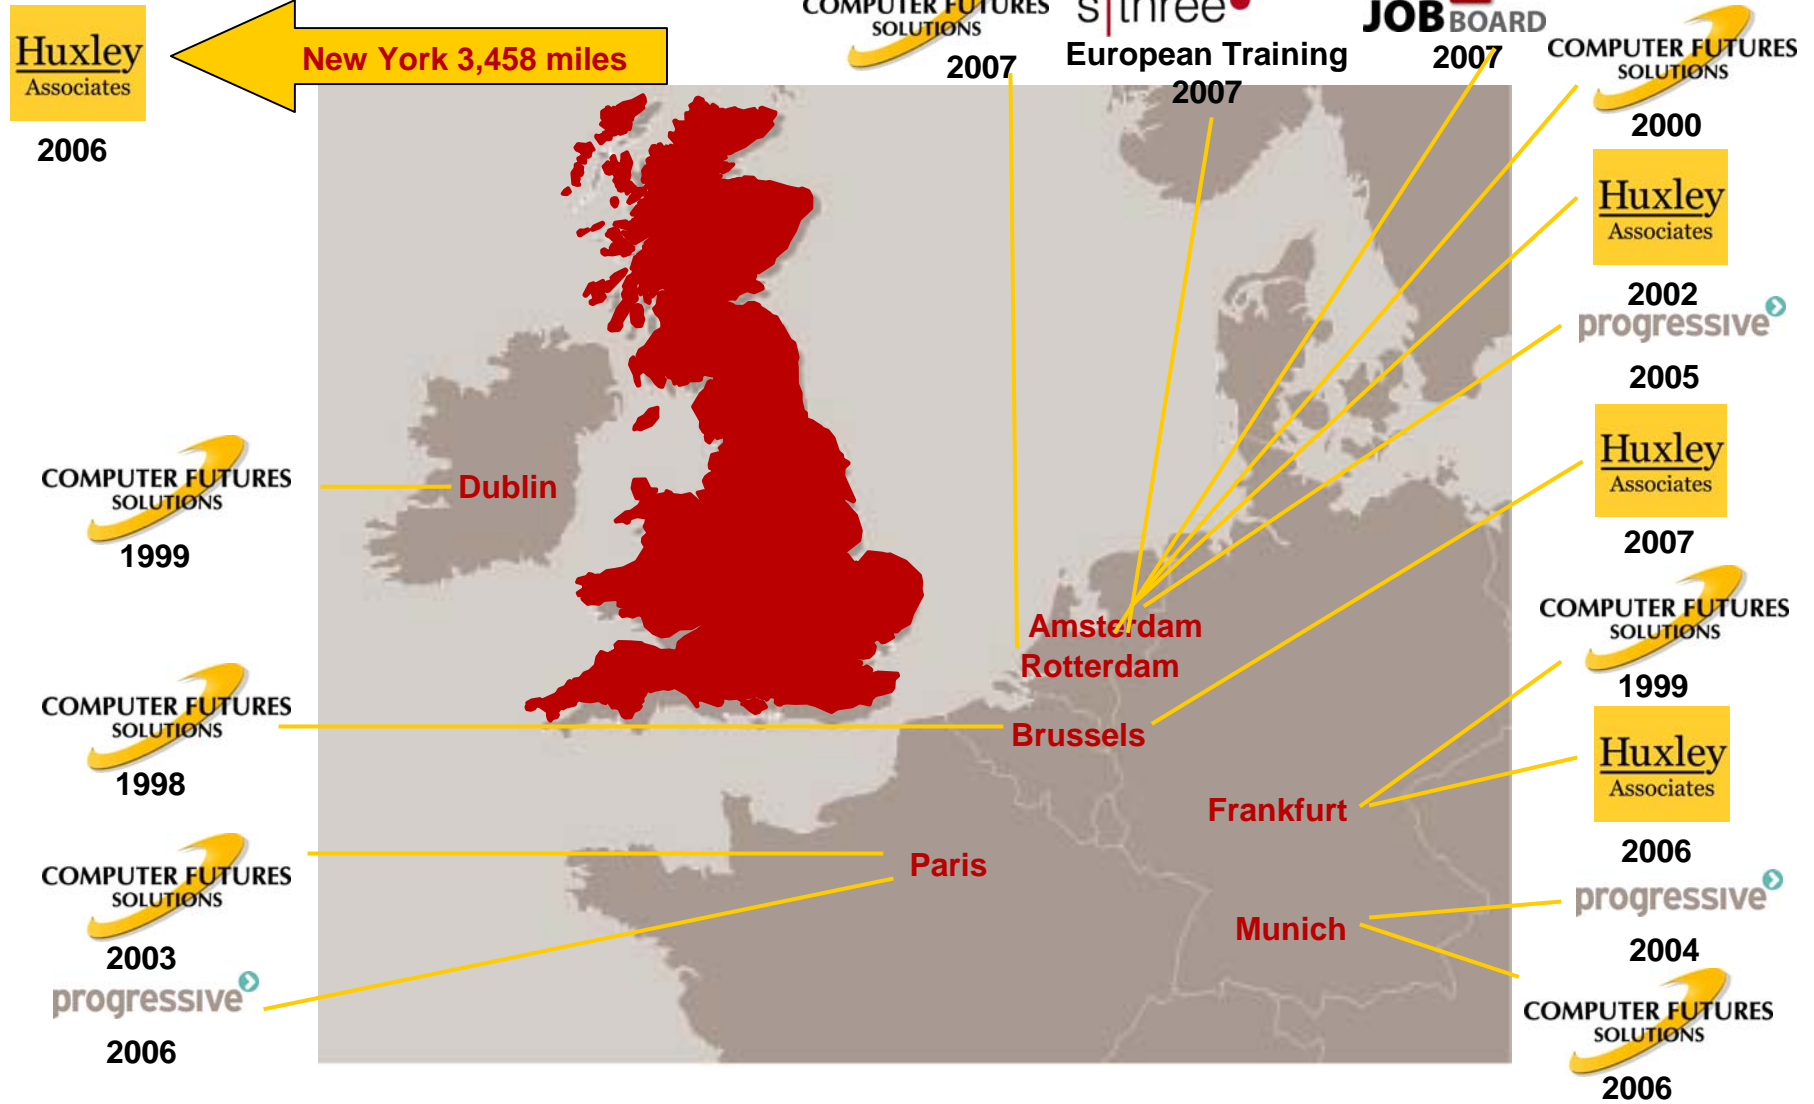 COMPUTER FUTURES
SOLUTIONS
2007
s|three
European Training
2007
JOB BOARD
2007
Huxley
Associates
2006
New York 3,458 miles
COMPUTER FUTURES
SOLUTIONS
2000
Huxley
Associates
2002
progressive
2005
Huxley
Associates
2007
COMPUTER FUTURES
SOLUTIONS
1999
Huxley
Associates
2006
progressive
2004
COMPUTER FUTURES
SOLUTIONS
2006
COMPUTER FUTURES
SOLUTIONS
1999
COMPUTER FUTURES
SOLUTIONS
1998
COMPUTER FUTURES
SOLUTIONS
2003
progressive
2006
Dublin
Amsterdam
Rotterdam
Brussels
Frankfurt
Paris
Munich